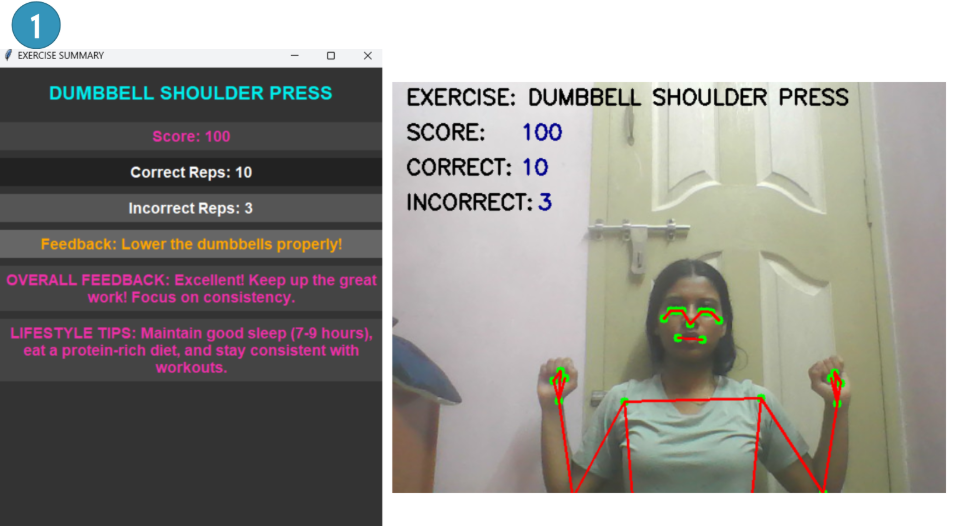 1
EXERCISE SUMMARY
DUMBBELL SHOULDER PRESS
Score: 100
Correct Reps: 10
Incorrect Reps: 3
Feedback: Lower the dumbbells properly!
OVERALL FEEDBACK: Excellent! Keep up the great
work! Focus on consistency.
LIFESTYLE TIPS: Maintain good sleep (7-9 hours),
eat a protein-rich diet, and stay consistent with
workouts.
EXERCISE: DUMBBELL SHOULDER PRESS
SCORE: 100
CORRECT: 10
INCORRECT: 3